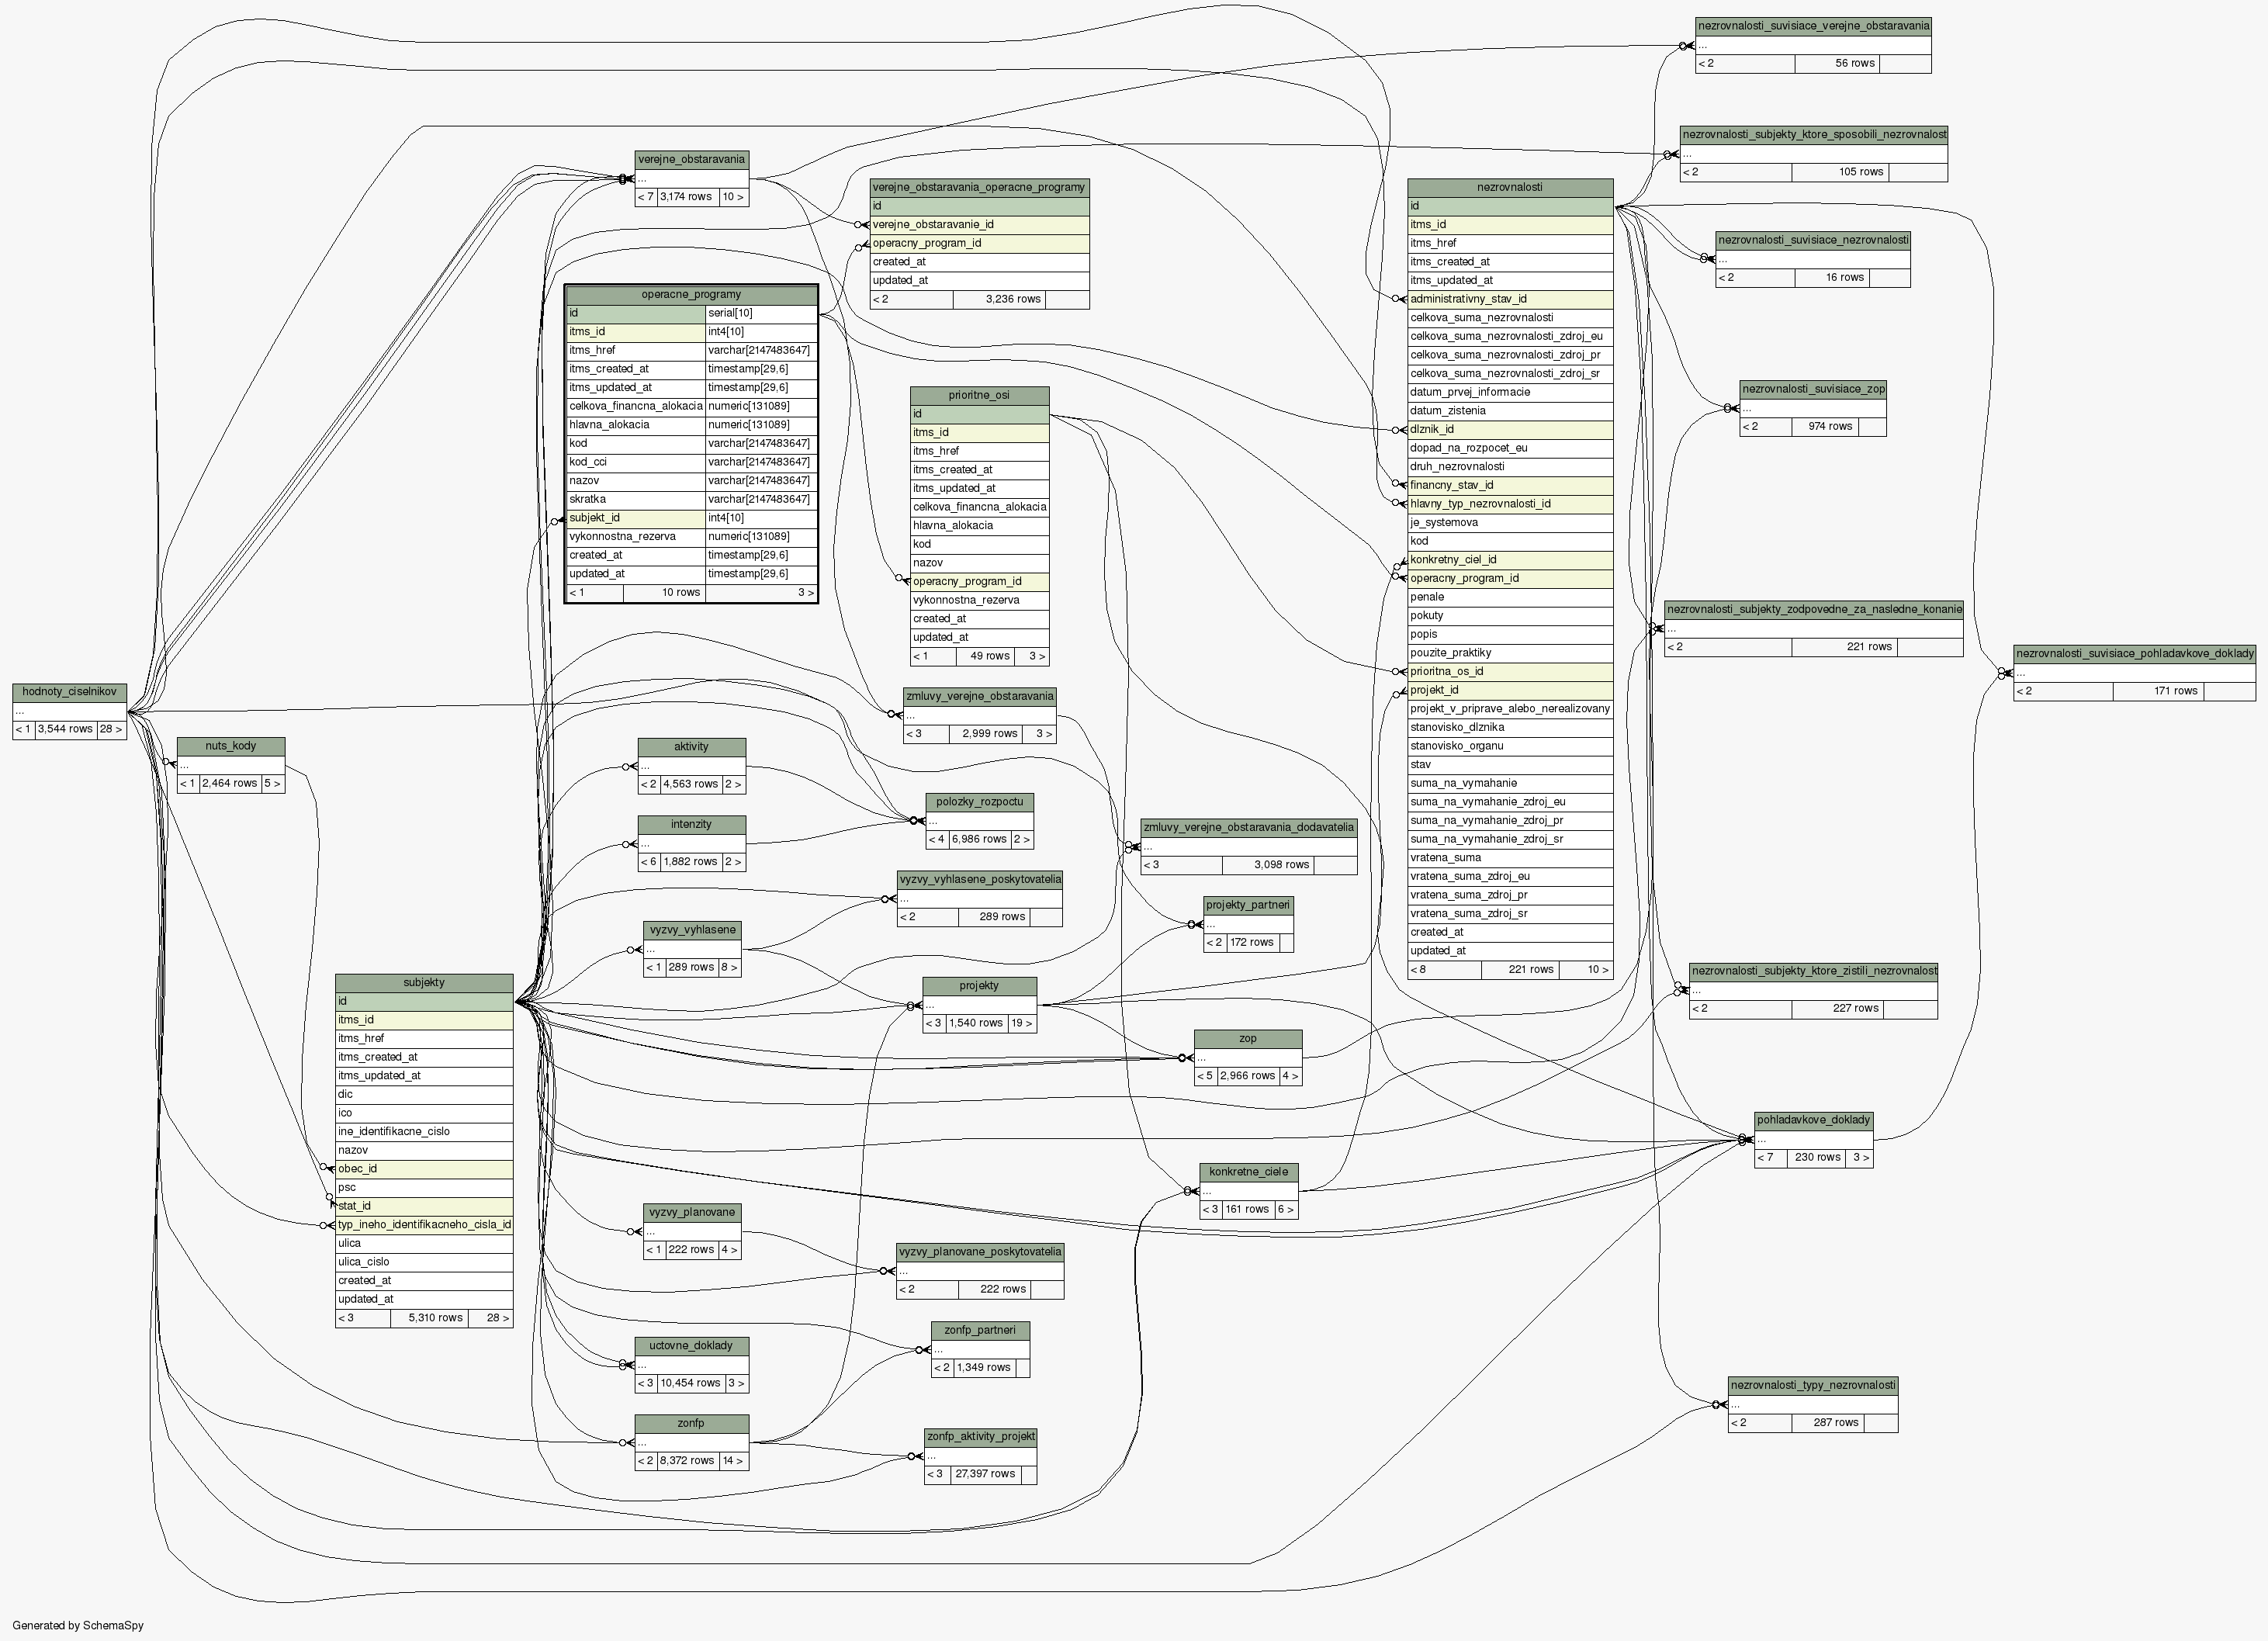 nezrovnalosti_suvisiace_verejne_obstaravania
...
< 2 56 rows
nezrovnalosti_subjekty_ktore_sposobili_nezrovnalost
...
< 2 105 rows
verejne_obstaravania
...
< 7 3,174 rows 10 >
verejne_obstaravania_operacne_programy
id
verejne_obstaravanie_id
operacny_program_id
created_at
updated_at
< 2 3,236 rows
nezrovnalosti
id
itms_id
itms_href
itms_created_at
itms_updated_at
administrativny_stav_id
celkova_suma_nezrovnalosti
celkova_suma_nezrovnalosti_zdroj_eu
celkova_suma_nezrovnalosti_zdroj_pr
celkova_suma_nezrovnalosti_zdroj_sr
datum_prvej_informacie
datum_zistenia
dlznik_id
dopad_na_rozpocet_eu
druh_nezrovnalosti
financny_stav_id
hlavny_typ_nezrovnalosti_id
je_systemova
kod
konkretny_ciel_id
operacny_program_id
penale
pokuty
popis
pouzite_praktiky
prioritna_os_id
projekt_id
projekt_v_priprave_alebo_nerealizovany
stanovisko_dlznika
stanovisko_organu
stav
suma_na_vymahanie
suma_na_vymahanie_zdroj_eu
suma_na_vymahanie_zdroj_pr
suma_na_vymahanie_zdroj_sr
vratena_suma
vratena_suma_zdroj_eu
vratena_suma_zdroj_pr
vratena_suma_zdroj_sr
created_at
updated_at
< 8 221 rows 10 >
nezrovnalosti_suvisiace_nezrovnalosti
...
< 2 16 rows
operacne_programy
id serial[10]
itms_id int4[10]
itms_href varchar[2147483647]
itms_created_at timestamp[29,6]
itms_updated_at timestamp[29,6]
celkova_financna_alokacia numeric[131089]
hlavna_alokacia numeric[131089]
kod varchar[2147483647]
kod_cci varchar[2147483647]
nazov varchar[2147483647]
skratka varchar[2147483647]
subjekt_id int4[10]
vykonnostna_rezerva numeric[131089]
created_at timestamp[29,6]
updated_at timestamp[29,6]
< 1 10 rows 3 >
prioritne_osi
id
itms_id
itms_href
itms_created_at
itms_updated_at
celkova_financna_alokacia
hlavna_alokacia
kod
nazov
operacny_program_id
vykonnostna_rezerva
created_at
updated_at
< 1 49 rows 3 >
nezrovnalosti_suvisiace_zop
...
< 2 974 rows
nezrovnalosti_subjekty_zodpovedne_za_nasledne_konanie
...
< 2 221 rows
nezrovnalosti_suvisiace_pohladavkove_doklady
...
< 2 171 rows
hodnoty_ciselnikov
...
< 1 3,544 rows 28 >
zmluvy_verejne_obstaravania
...
< 3 2,999 rows 3 >
nuts_kody
...
< 1 2,464 rows 5 >
aktivity
...
< 2 4,563 rows 2 >
polozky_rozpoctu
...
< 4 6,986 rows 2 >
intenzity
...
< 6 1,882 rows 2 >
zmluvy_verejne_obstaravania_dodavatelia
...
< 3 3,098 rows
vyzvy_vyhlasene_poskytovatelia
...
< 2 289 rows
projekty_partneri
...
< 2 172 rows
vyzvy_vyhlasene
...
< 1 289 rows 8 >
nezrovnalosti_subjekty_ktore_zistili_nezrovnalost
...
< 2 227 rows
subjekty
id
itms_id
itms_href
itms_created_at
itms_updated_at
dic
ico
ine_identifikacne_cislo
nazov
obec_id
psc
stat_id
typ_ineho_identifikacneho_cisla_id
ulica
ulica_cislo
created_at
updated_at
< 3 5,310 rows 28 >
projekty
...
< 3 1,540 rows 19 >
zop
...
< 5 2,966 rows 4 >
pohladavkove_doklady
...
< 7 230 rows 3 >
konkretne_ciele
...
< 3 161 rows 6 >
vyzvy_planovane
...
< 1 222 rows 4 >
vyzvy_planovane_poskytovatelia
...
< 2 222 rows
zonfp_partneri
...
< 2 1,349 rows
uctovne_doklady
...
< 3 10,454 rows 3 >
nezrovnalosti_typy_nezrovnalosti
...
< 2 287 rows
zonfp
...
< 2 8,372 rows 14 >
zonfp_aktivity_projekt
...
< 3 27,397 rows
Generated by SchemaSpy